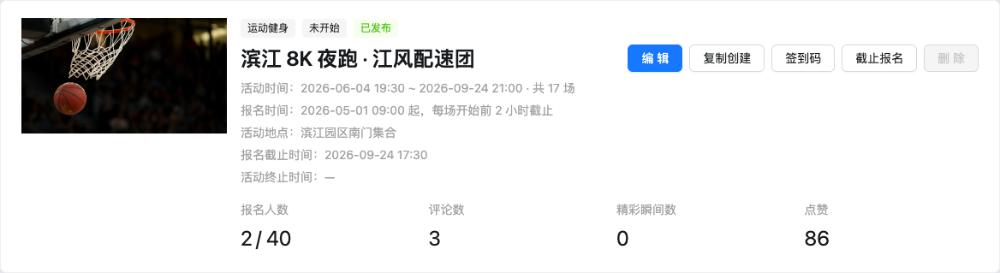 运动健身 未开始 已发布
滨江 8K 夜跑 · 江风配速团
编 辑 复制创建 签到码 截止报名 删 除
活动时间：2026-06-04 19:30 ~ 2026-09-24 21:00 · 共 17 场
报名时间：2026-05-01 09:00 起，每场开始前 2 小时截止
活动地点：滨江园区南门集合
报名截止时间：2026-09-24 17:30
活动终止时间：—
报名人数 评论数 精彩瞬间数 点赞
2 / 40 3 0 86